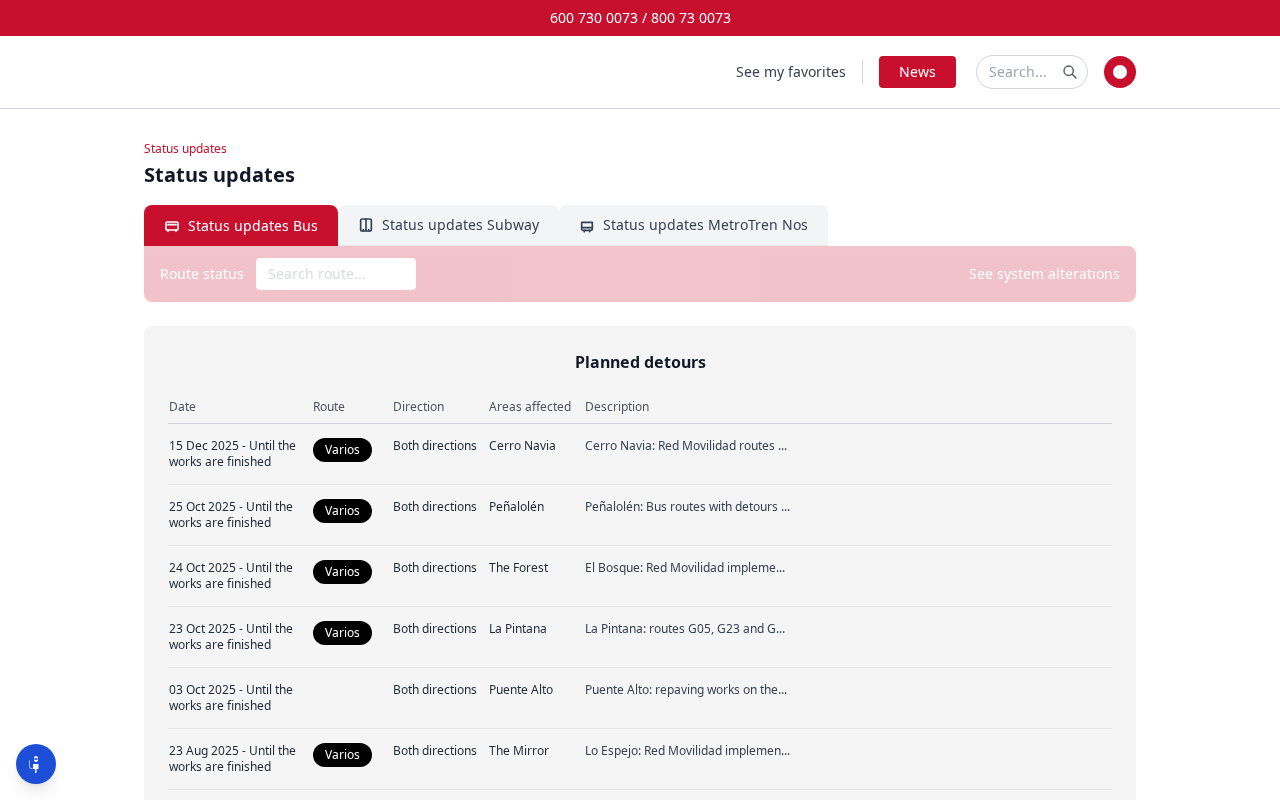 600 730 0073 / 800 73 0073
See my favorites
News
Search...
Status updates
Status updates
Status updates Bus
Status updates Subway
Status updates MetroTren Nos
Route status
Search route...
See system alterations
Planned detours
Date Route Direction Areas affected Description
15 Dec 2025 - Until the works are finished Varios Both directions Cerro Navia Cerro Navia: Red Movilidad routes ...
25 Oct 2025 - Until the works are finished Varios Both directions Peñalolén Peñalolén: Bus routes with detours ...
24 Oct 2025 - Until the works are finished Varios Both directions The Forest El Bosque: Red Movilidad impleme...
23 Oct 2025 - Until the works are finished Varios Both directions La Pintana La Pintana: routes G05, G23 and G...
03 Oct 2025 - Until the works are finished Both directions Puente Alto Puente Alto: repaving works on the...
23 Aug 2025 - Until the works are finished Varios Both directions The Mirror Lo Espejo: Red Movilidad implemen...